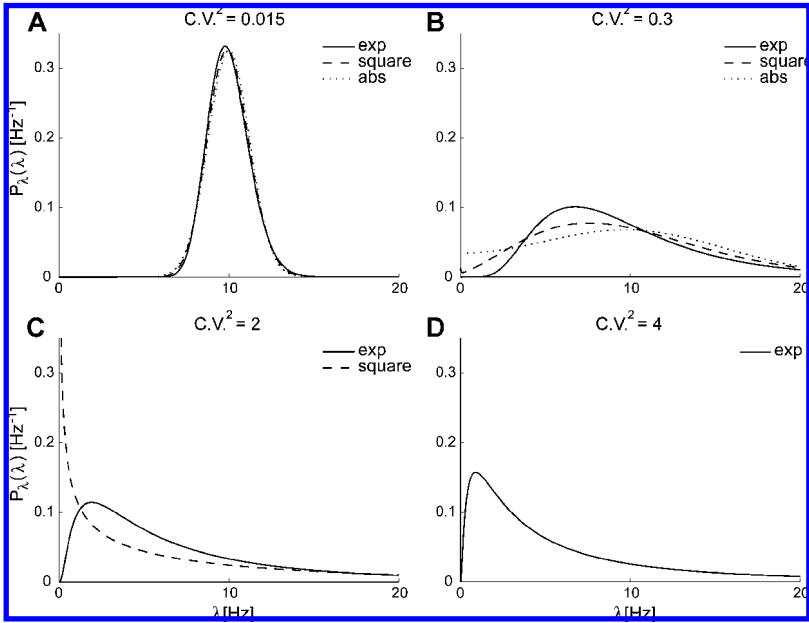 A
C.V.² = 0.015
exp
square
abs
0.3
0.2
0.1
0
P_λ(λ) [Hz⁻¹]
0
10
20
B
C.V.² = 0.3
exp
square
abs
0.3
0.2
0.1
0
0
10
20
C
C.V.² = 2
exp
square
0.3
0.2
0.1
0
P_λ(λ) [Hz⁻¹]
0
10
20
λ[Hz]
D
C.V.² = 4
exp
0.3
0.2
0.1
0
0
10
20
λ[Hz]